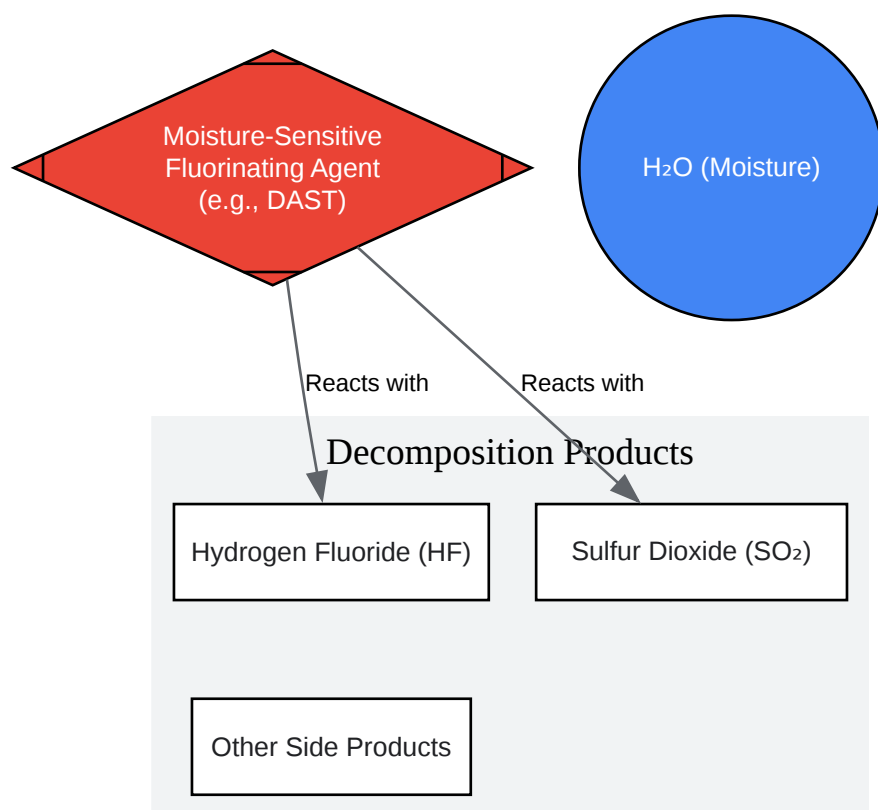 Moisture-Sensitive
Fluorinating Agent
(e.g., DAST)
H₂O (Moisture)
Reacts with
Reacts with
Decomposition Products
Hydrogen Fluoride (HF)
Sulfur Dioxide (SO₂)
Other Side Products